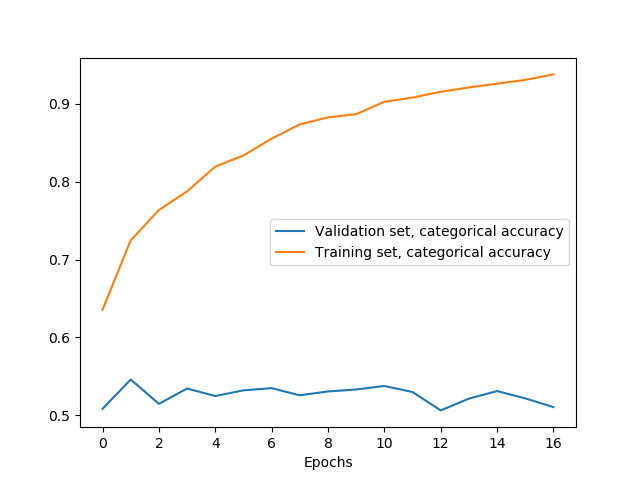 0.9
0.8
0.7
0.6
0.5
Validation set, categorical accuracy
Training set, categorical accuracy
0 2 4 6 8 10 12 14 16
Epochs